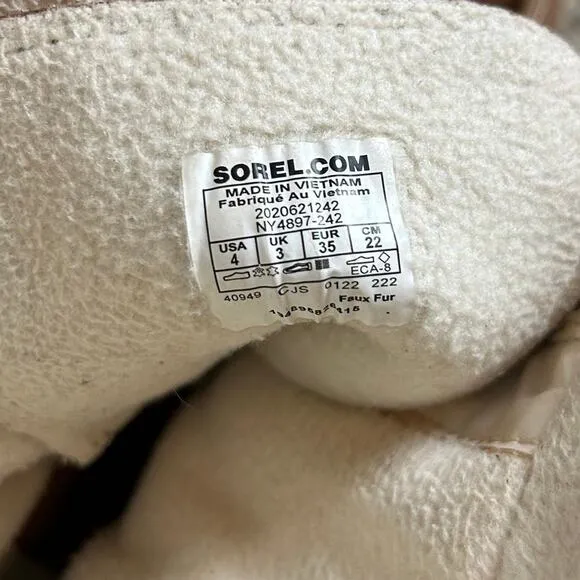 SOREL.COM
MADE IN VIETNAM
Fabriqué Au Vietnam
2020621242
NY4897-242
USA UK EUR CM
4 3 35 22
ECA-8
40949 CJS 0122 222
Faux Fur